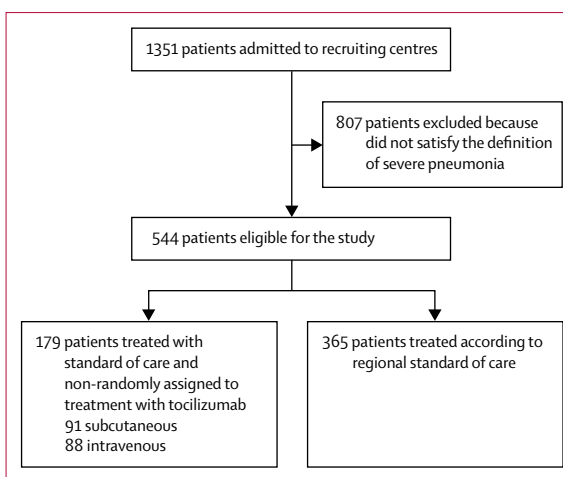 1351 patients admitted to recruiting centres
807 patients excluded because
did not satisfy the definition
of severe pneumonia
544 patients eligible for the study
179 patients treated with
standard of care and
non-randomly assigned to
treatment with tocilizumab
91 subcutaneous
88 intravenous
365 patients treated according to
regional standard of care